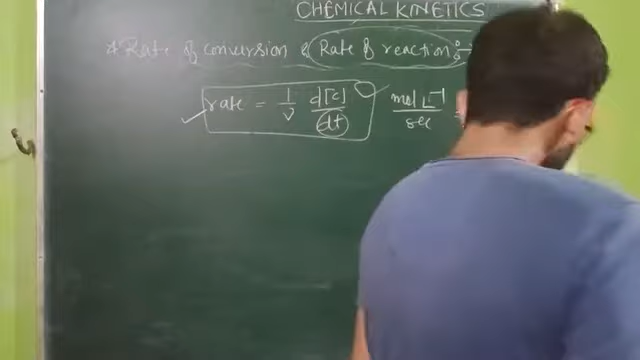 CHEMICAL KINETICS
* Rate of conversion & Rate of reaction :→
✓ rate = 1/ν d[c]/dt mol L⁻¹/sec =